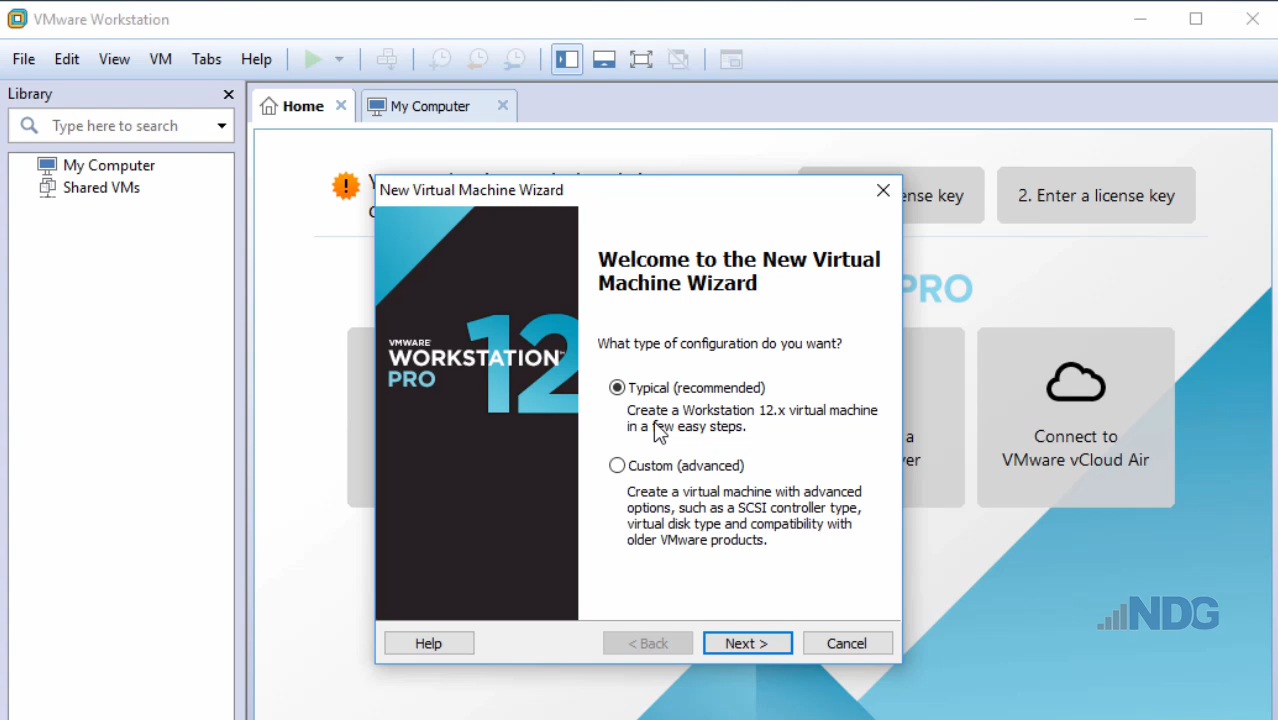 VMware Workstation
File Edit View VM Tabs Help
Library
Type here to search
My Computer
Shared VMs
Home
My Computer
!
New Virtual Machine Wizard
ense key
2. Enter a license key
VMWARE
WORKSTATION™
PRO
12
Welcome to the New Virtual
Machine Wizard
What type of configuration do you want?
Typical (recommended)
Create a Workstation 12.x virtual machine
in a few easy steps.
Custom (advanced)
Create a virtual machine with advanced
options, such as a SCSI controller type,
virtual disk type and compatibility with
older VMware products.
Help < Back Next > Cancel
PRO
a
ver
Connect to
VMware vCloud Air
NDG